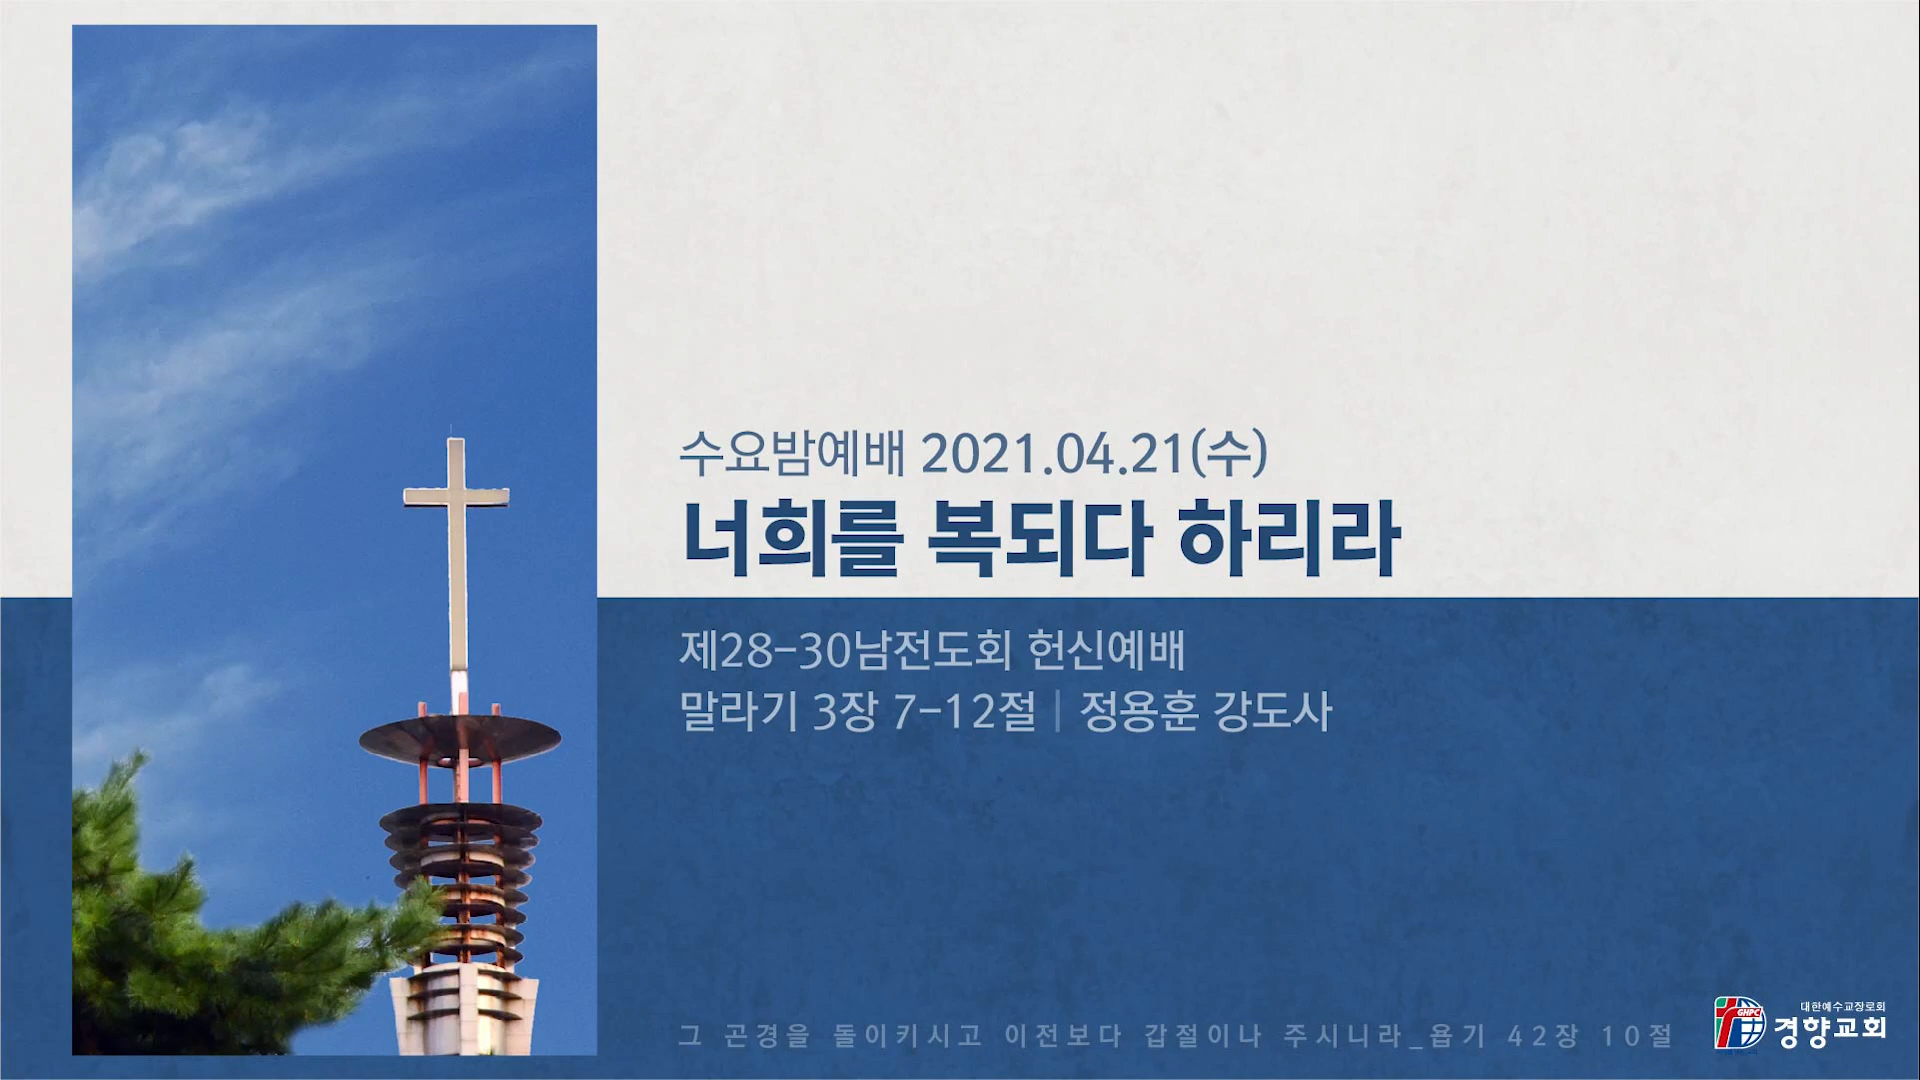 수요밤예배 2021.04.21(수)
너희를 복되다 하리라
제28-30남전도회 헌신예배
말라기 3장 7-12절 | 정용훈 강도사
그 곤경을 돌이키시고 이전보다 갑절이나 주시니라_욥기 42장 10절
GHPC
대한예수교장로회
경향교회